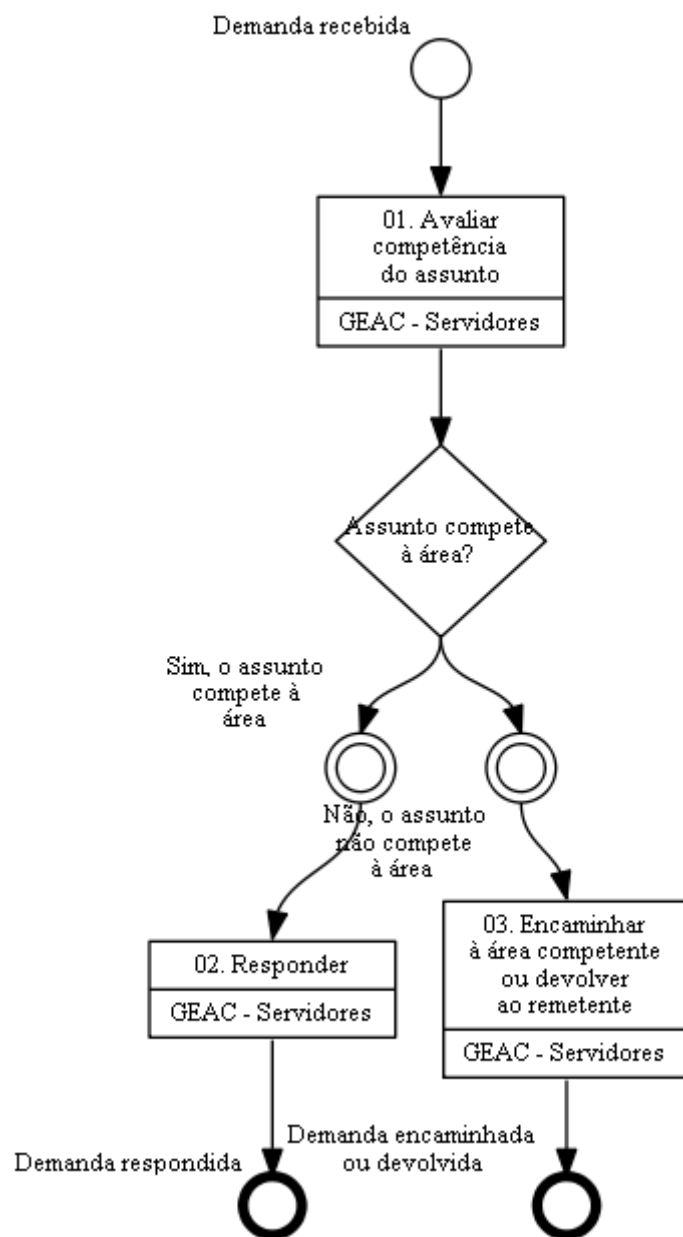 Demanda recebida
01. Avaliar
competência
do assunto
GEAC - Servidores
Assunto compete
à área?
Sim, o assunto
compete à
área
Não, o assunto
não compete
à área
02. Responder
GEAC - Servidores
03. Encaminhar
à área competente
ou devolver
ao remetente
GEAC - Servidores
Demanda respondida
Demanda encaminhada
ou devolvida